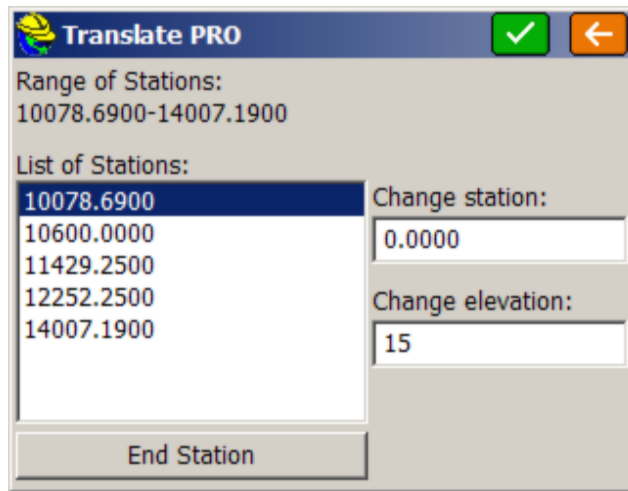 Translate PRO
Range of Stations:
10078.6900-14007.1900
List of Stations:
10078.6900
10600.0000
11429.2500
12252.2500
14007.1900
Change station:
0.0000
Change elevation:
15
End Station